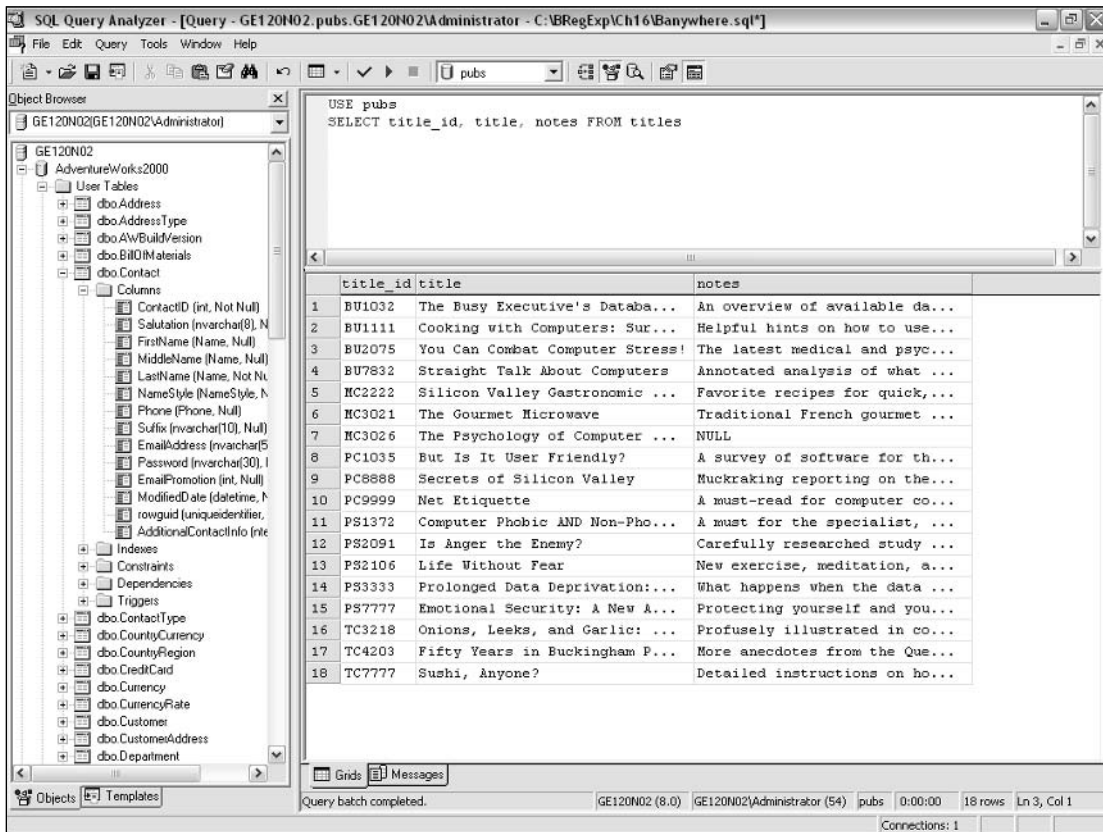 SQL Query Analyzer - [Query - GE120N02.pubs.GE120N02\Administrator - C:\BRegExp\Ch16\Banywhere.sql*]
File Edit Query Tools Window Help
pubs
Object Browser
GE120N02(GE120N02\Administrator)
GE120N02
AdventureWorks2000
User Tables
dbo.Address
dbo.AddressType
dbo.AWBuildVersion
dbo.BillOfMaterials
dbo.Contact
Columns
ContactID (int, Not Null)
Salutation (nvarchar(8), N
FirstName (Name, Null)
MiddleName (Name, Null)
LastName (Name, Not Nu
NameStyle (NameStyle, N
Phone (Phone, Null)
Suffix (nvarchar(10), Null)
EmailAddress (nvarchar(5
Password (nvarchar(30), I
EmailPromotion (int, Null)
ModifiedDate (datetime, N
rowguid (uniqueidentifier,
AdditionalContactInfo (nte
Indexes
Constraints
Dependencies
Triggers
dbo.ContactType
dbo.CountryCurrency
dbo.CountryRegion
dbo.CreditCard
dbo.Currency
dbo.CurrencyRate
dbo.Customer
dbo.CustomerAddress
dbo.Department
Objects Templates
USE pubs
SELECT title_id, title, notes FROM titles
title_id title notes
1 BU1032 The Busy Executive's Databa... An overview of available da...
2 BU1111 Cooking with Computers: Sur... Helpful hints on how to use...
3 BU2075 You Can Combat Computer Stress! The latest medical and psyc...
4 BU7832 Straight Talk About Computers Annotated analysis of what ...
5 MC2222 Silicon Valley Gastronomic ... Favorite recipes for quick,...
6 MC3021 The Gourmet Microwave Traditional French gourmet ...
7 MC3026 The Psychology of Computer ... NULL
8 PC1035 But Is It User Friendly? A survey of software for th...
9 PC8888 Secrets of Silicon Valley Muckraking reporting on the...
10 PC9999 Net Etiquette A must-read for computer co...
11 PS1372 Computer Phobic AND Non-Pho... A must for the specialist, ...
12 PS2091 Is Anger the Enemy? Carefully researched study ...
13 PS2106 Life Without Fear New exercise, meditation, a...
14 PS3333 Prolonged Data Deprivation:... What happens when the data ...
15 PS7777 Emotional Security: A New A... Protecting yourself and you...
16 TC3218 Onions, Leeks, and Garlic: ... Profusely illustrated in co...
17 TC4203 Fifty Years in Buckingham P... More anecdotes from the Que...
18 TC7777 Sushi, Anyone? Detailed instructions on ho...
Grids Messages
Query batch completed. GE120N02 (8.0) GE120N02\Administrator (54) pubs 0:00:00 18 rows Ln 3, Col 1
Connections: 1